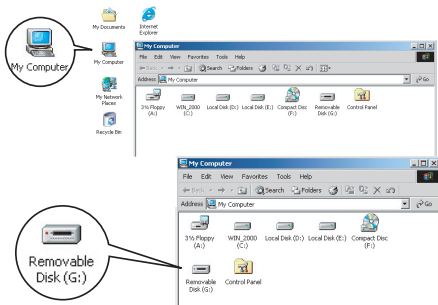 My Documents
Internet
Explorer
My Computer
My Computer
My Network
Places
Recycle Bin
My Computer
File Edit View Favorites Tools Help
Back Search Folders
Address My Computer Go
3½ Floppy
(A:)
WIN_2000
(C:)
Local Disk (D:)
Local Disk (E:)
Compact Disc
(F:)
Removable
Disk (G:)
Control Panel
My Computer
File Edit View Favorites Tools Help
Back Search Folders
Address My Computer Go
3½ Floppy
(A:)
WIN_2000
(C:)
Local Disk (D:)
Local Disk (E:)
Compact Disc
(F:)
Removable
Disk (G:)
Control Panel
Removable
Disk (G:)